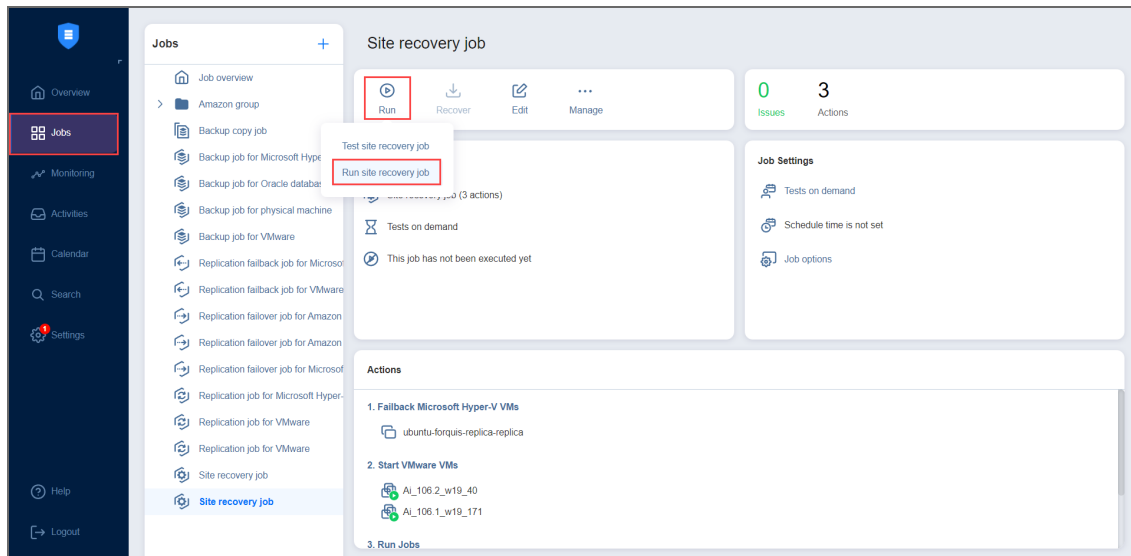 Overview
Jobs
Monitoring
Activities
Calendar
Search
1
Settings
Help
Logout
Jobs
Job overview
Amazon group
Backup copy job
Backup job for Microsoft Hype
Backup job for Oracle databas
Backup job for physical machine
Backup job for VMware
Replication failback job for Microsof
Replication failback job for VMware
Replication failover job for Amazon
Replication failover job for Amazon
Replication failover job for Microsof
Replication job for Microsoft Hyper-
Replication job for VMware
Replication job for VMware
Site recovery job
Site recovery job
Site recovery job
Run
Recover
Edit
Manage
Test site recovery job
Run site recovery job
(3 actions)
Tests on demand
This job has not been executed yet
0
Issues
3
Actions
Job Settings
Tests on demand
Schedule time is not set
Job options
Actions
1. Failback Microsoft Hyper-V VMs
ubuntu-forquis-replica-replica
2. Start VMware VMs
Ai_106.2_w19_40
Ai_106.1_w19_171
3. Run Jobs